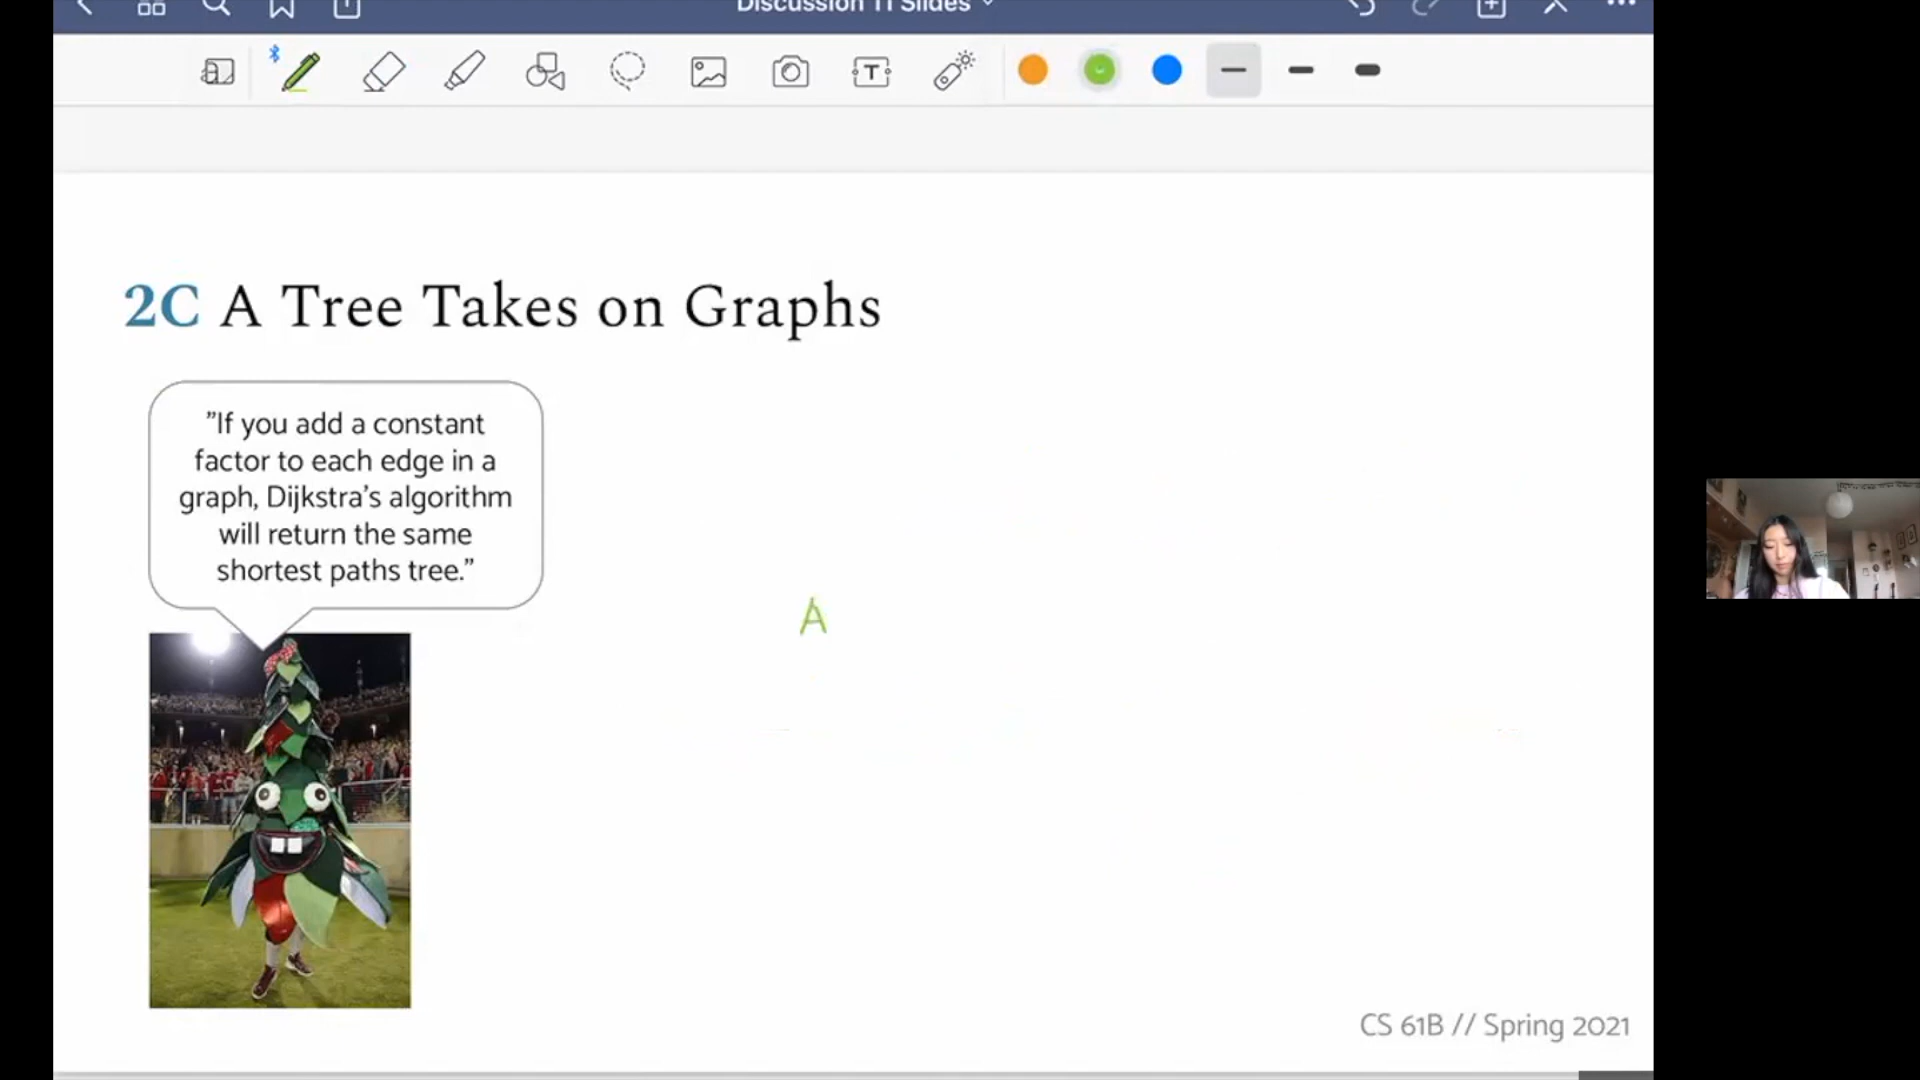 Discussion 11 Slides
T
2C A Tree Takes on Graphs
"If you add a constant
factor to each edge in a
graph, Dijkstra's algorithm
will return the same
shortest paths tree."
A
CS 61B // Spring 2021